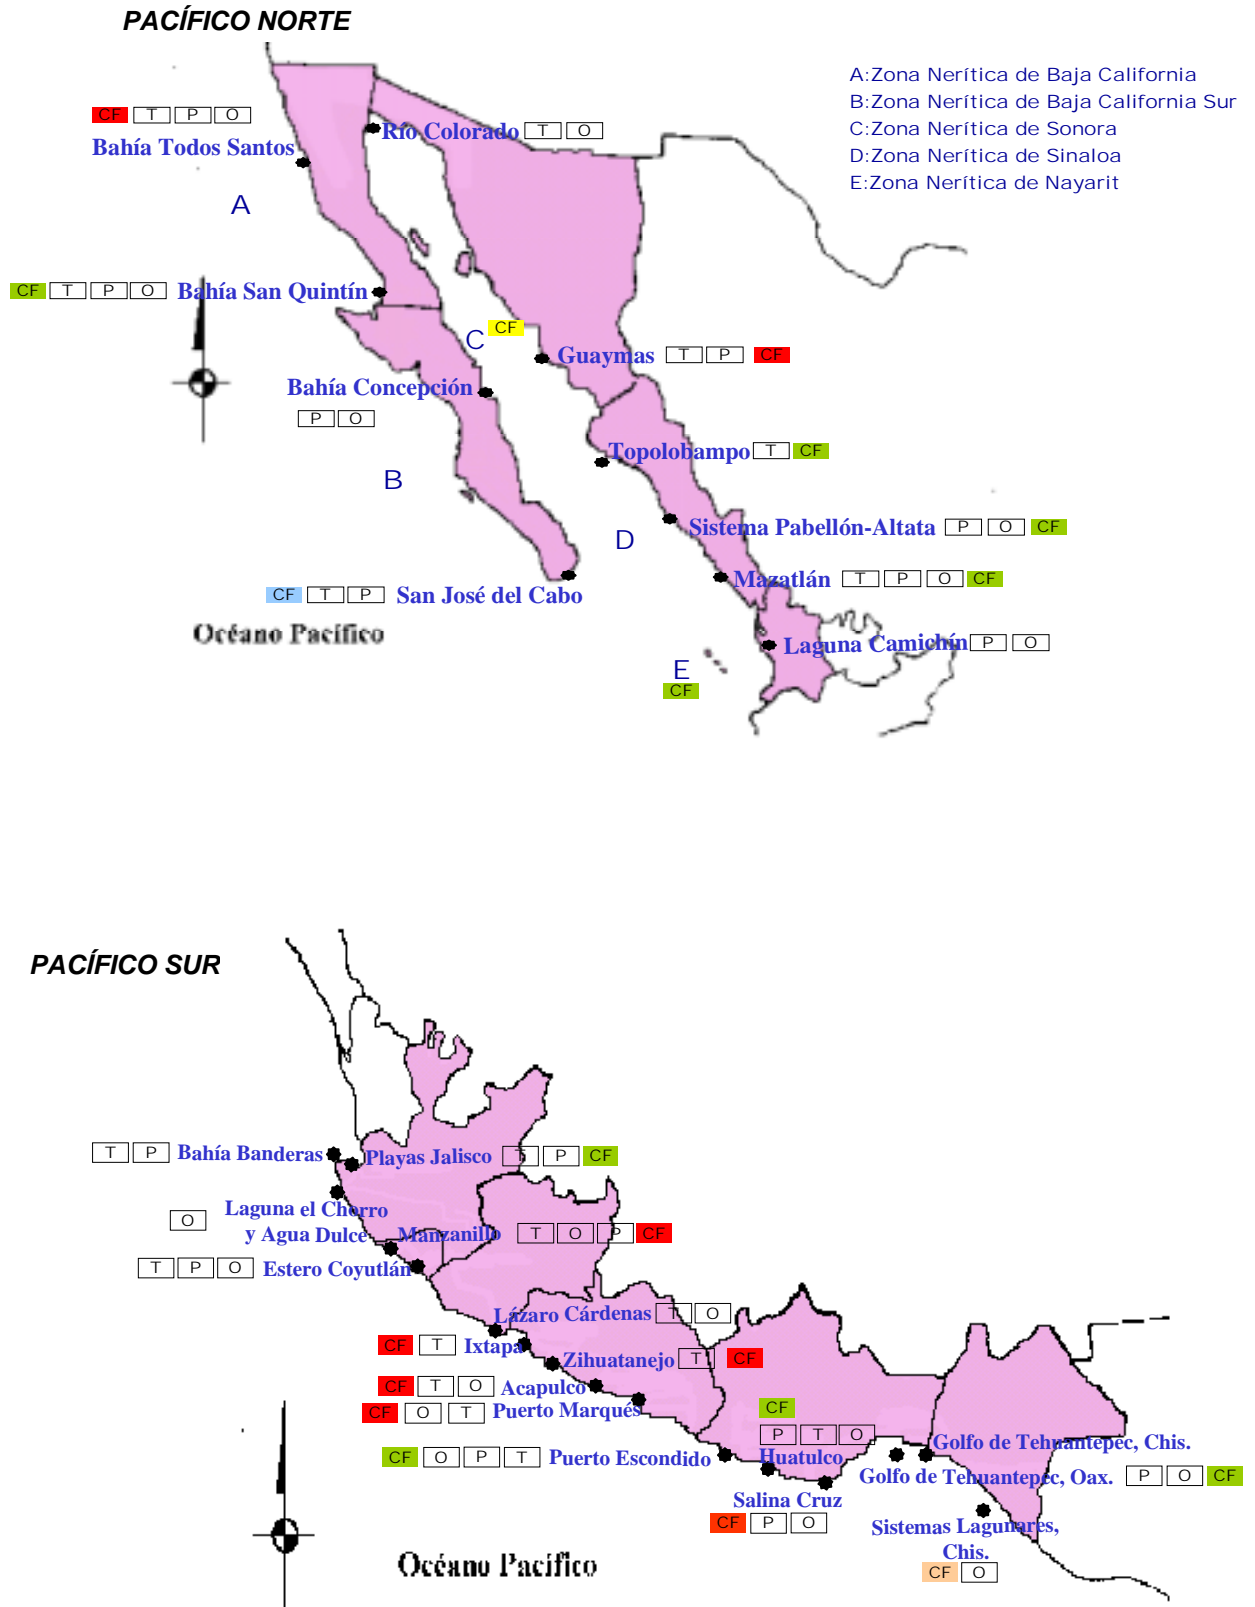 PACÍFICO NORTE
A:Zona Nerítica de Baja California
B:Zona Nerítica de Baja California Sur
C:Zona Nerítica de Sonora
D:Zona Nerítica de Sinaloa
E:Zona Nerítica de Nayarit
CF T P O
Bahía Todos Santos
Río Colorado T O
A
CF T P O Bahía San Quintín
C CF
Guaymas T P CF
Bahía Concepción
P O
Topolobampo T CF
B
Sistema Pabellón-Altata P O CF
D
Mazatlán T P O CF
CF T P San José del Cabo
Océano Pacífico
Laguna Camichín P O
E
CF
PACÍFICO SUR
T P Bahía Banderas
Playas Jalisco T P CF
O
Laguna el Chorro
y Agua Dulce
Manzanillo T O P CF
T P O Estero Coyutlán
Lázaro Cárdenas T O
CF T Ixtapa
Zihuatanejo T CF
CF T O Acapulco
CF O T Puerto Marqués
CF
P T O
Huatulco
CF O P T Puerto Escondido
Golfo de Tehuantepec, Chis.
Golfo de Tehuantepec, Oax. P O CF
Salina Cruz
CF P O
Sistemas Lagunares,
Chis.
CF O
Océano Pacífico